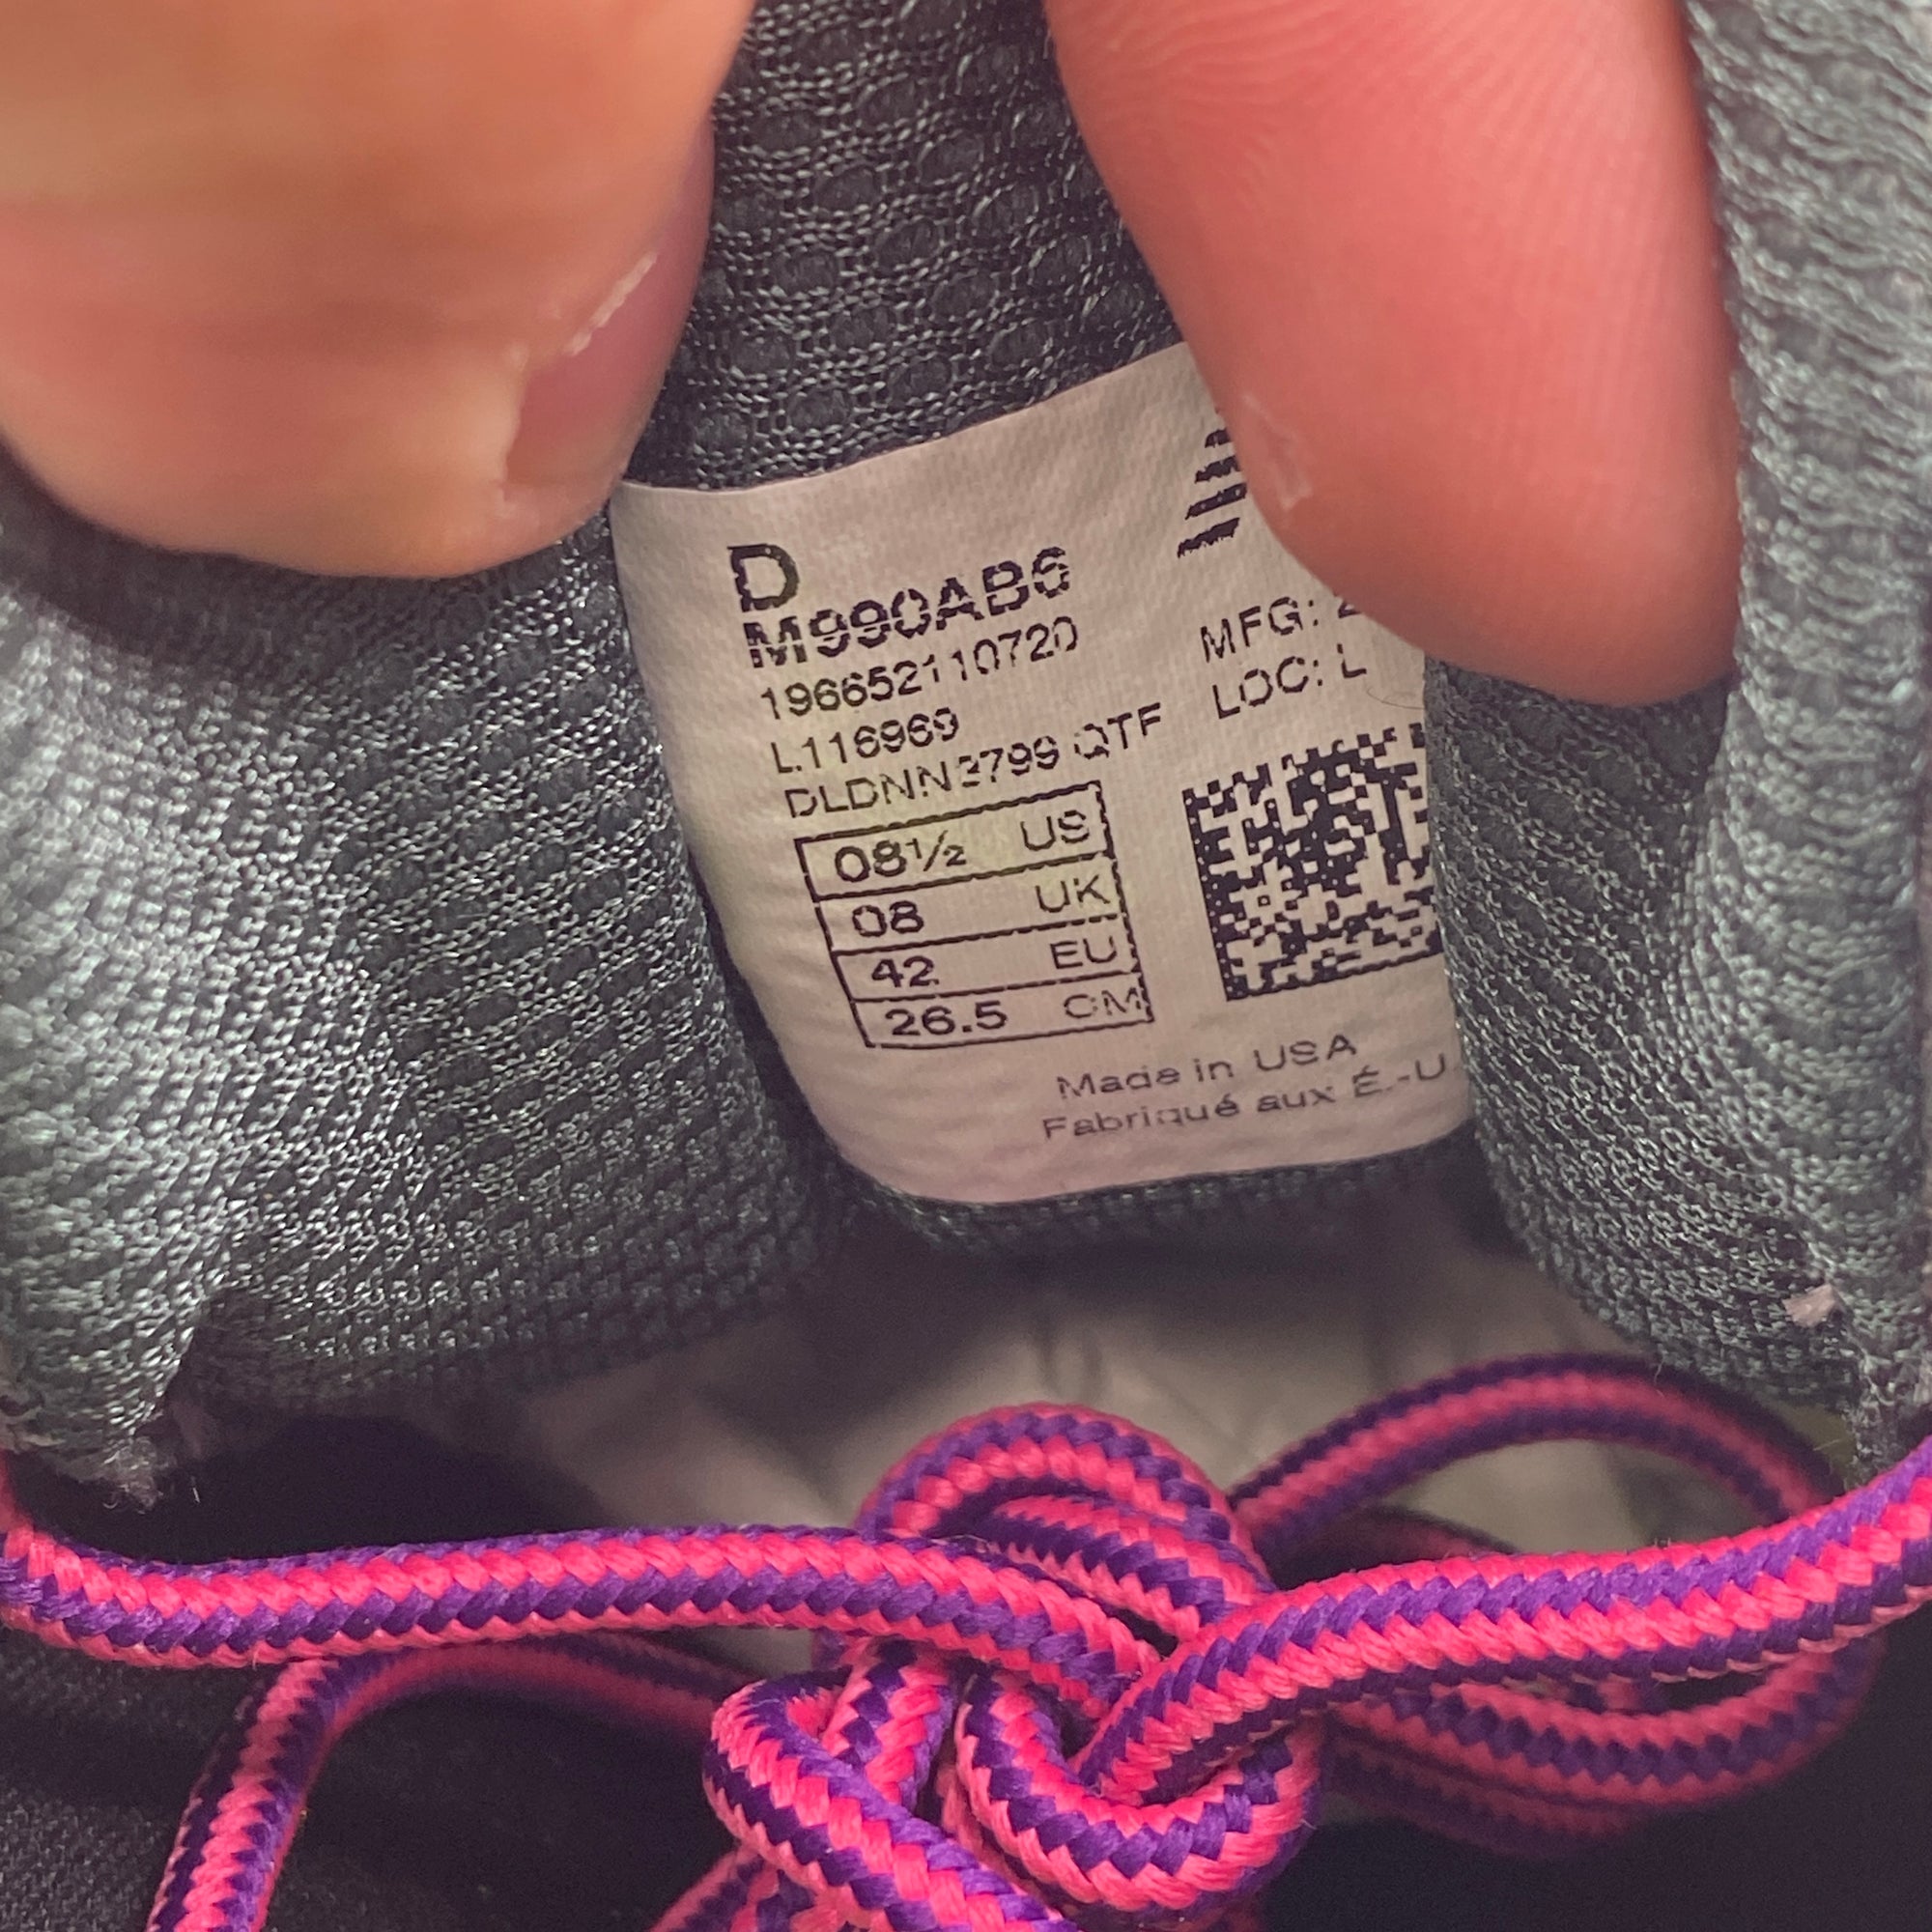 D
M990AB6
196652110720
L116969
DLDNN3799 QTF
MFG:
LOC: L
08½ US
08 UK
42 EU
26.5 CM
Made in USA
Fabriqué aux É.-U